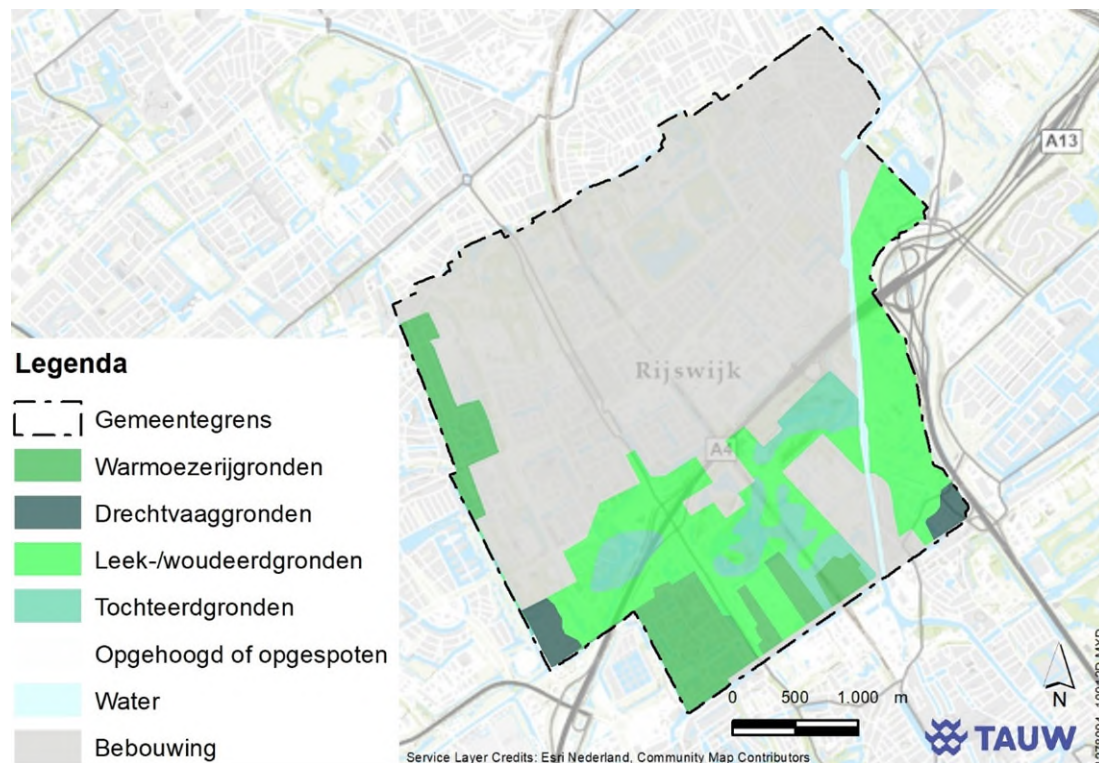 A13
Rijswijk
A4
Legenda
Gemeentegrens
Warmoezerijgronden
Drechtvaaggronden
Leek-/woudeerdgronden
Tochteerdgronden
Opgehoogd of opgespoten
Water
Bebouwing
0 500 1.000 m
N
TAUW
Service Layer Credits: Esri Nederland, Community Map Contributors